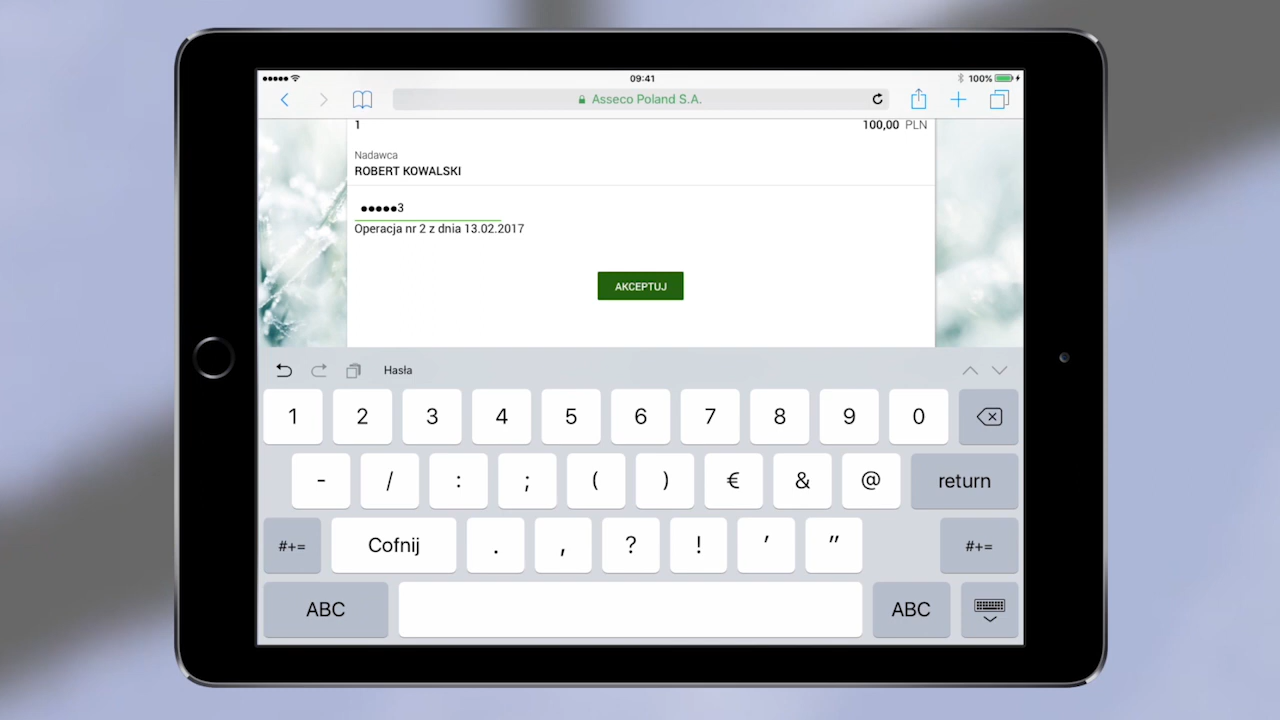 09:41
100%
Asseco Poland S.A.
1 100,00 PLN
Nadawca
ROBERT KOWALSKI
●●●●●3
Operacja nr 2 z dnia 13.02.2017
AKCEPTUJ
Hasła
1 2 3 4 5 6 7 8 9 0
- / : ; ( ) € & @ return
#+= Cofnij . , ? ! ’ ” #+=
ABC ABC